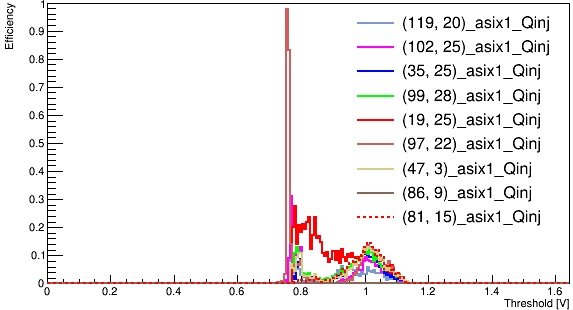 Efficiency
1
0.9
0.8
0.7
0.6
0.5
0.4
0.3
0.2
0.1
0
(119, 20)_asix1_Qinj
(102, 25)_asix1_Qinj
(35, 25)_asix1_Qinj
(99, 28)_asix1_Qinj
(19, 25)_asix1_Qinj
(97, 22)_asix1_Qinj
(47, 3)_asix1_Qinj
(86, 9)_asix1_Qinj
(81, 15)_asix1_Qinj
0 0.2 0.4 0.6 0.8 1.0 1.2 1.4 1.6
Threshold [V]